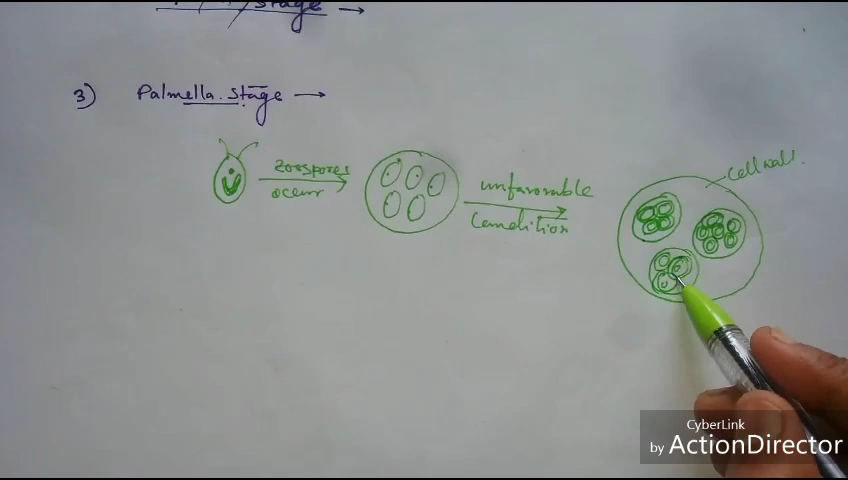 stage →
3) Palmella stage →
zoospores
occur
unfavorable
Condition
cell wall.
CyberLink
by ActionDirector